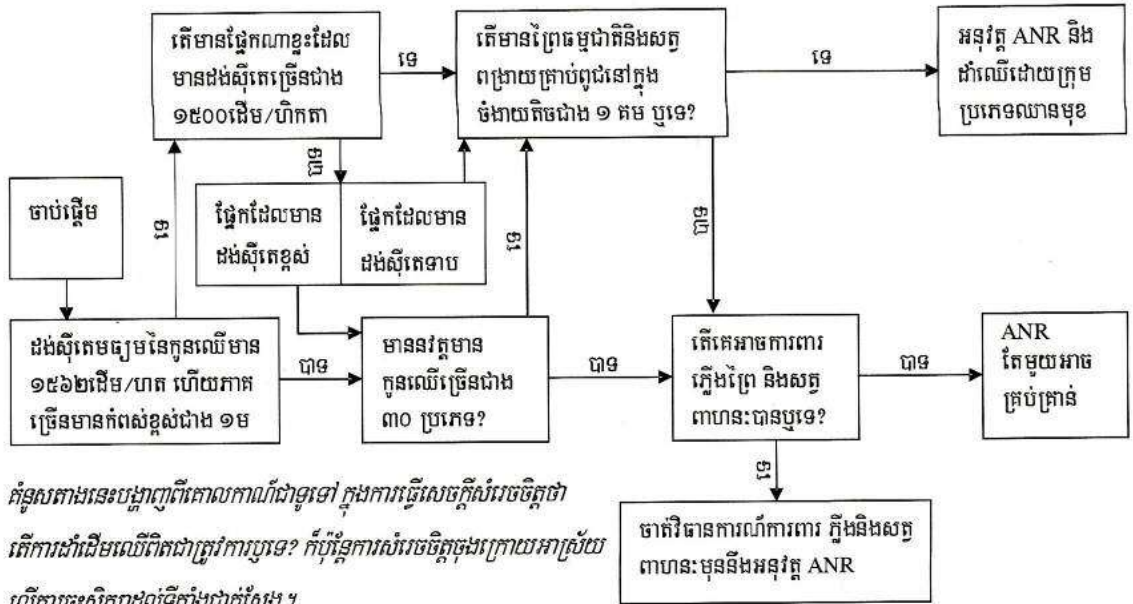 តើមានផ្នែកណាខ្លះដែល
មានដង់ស៊ីតេច្រើនជាង
១៥០០ដើម/ហិកតា
ទេ
តើមានព្រៃធម្មជាតិនិងសត្វ
ពង្រាយគ្រាប់ពូជនៅក្នុង
ចំងាយតិចជាង ១ គម ឬទេ?
ទេ
អនុវត្ត ANR និង
ដាំឈើដោយក្រុម
ប្រភេទឈានមុខ
ចាប់ផ្តើម
ទេ
បាទ
ផ្នែកដែលមាន
ដង់ស៊ីតេខ្ពស់
ផ្នែកដែលមាន
ដង់ស៊ីតេទាប
ទេ
បាទ
ដង់ស៊ីតេមធ្យមនៃកូនឈើមាន
១៥៦២ដើម/ហត ហើយភាគ
ច្រើនមានកំពស់ខ្ពស់ជាង ១ម
បាទ
មាននវត្តមាន
កូនឈើច្រើនជាង
៣០ ប្រភេទ?
បាទ
តើគេអាចការពារ
ភ្លើងព្រៃ និងសត្វ
ពាហនៈបានឬទេ?
បាទ
ANR
តែមួយអាច
គ្រប់គ្រាន់
ទេ
ចាត់វិធានការណ៍ការពារ ភ្លើងនិងសត្វ
ពាហនៈមុននឹងអនុវត្ត ANR
គំនូសតាងនេះបង្ហាញពីគោលការណ៍ជាទូទៅ ក្នុងការធ្វើសេចក្តីសំរេចចិត្តថា
តើការដាំដើមឈើពិតជាត្រូវការឬទេ? ក៏ប៉ុន្តែការសំរេចចិត្តចុងក្រោយអាស្រ័យ